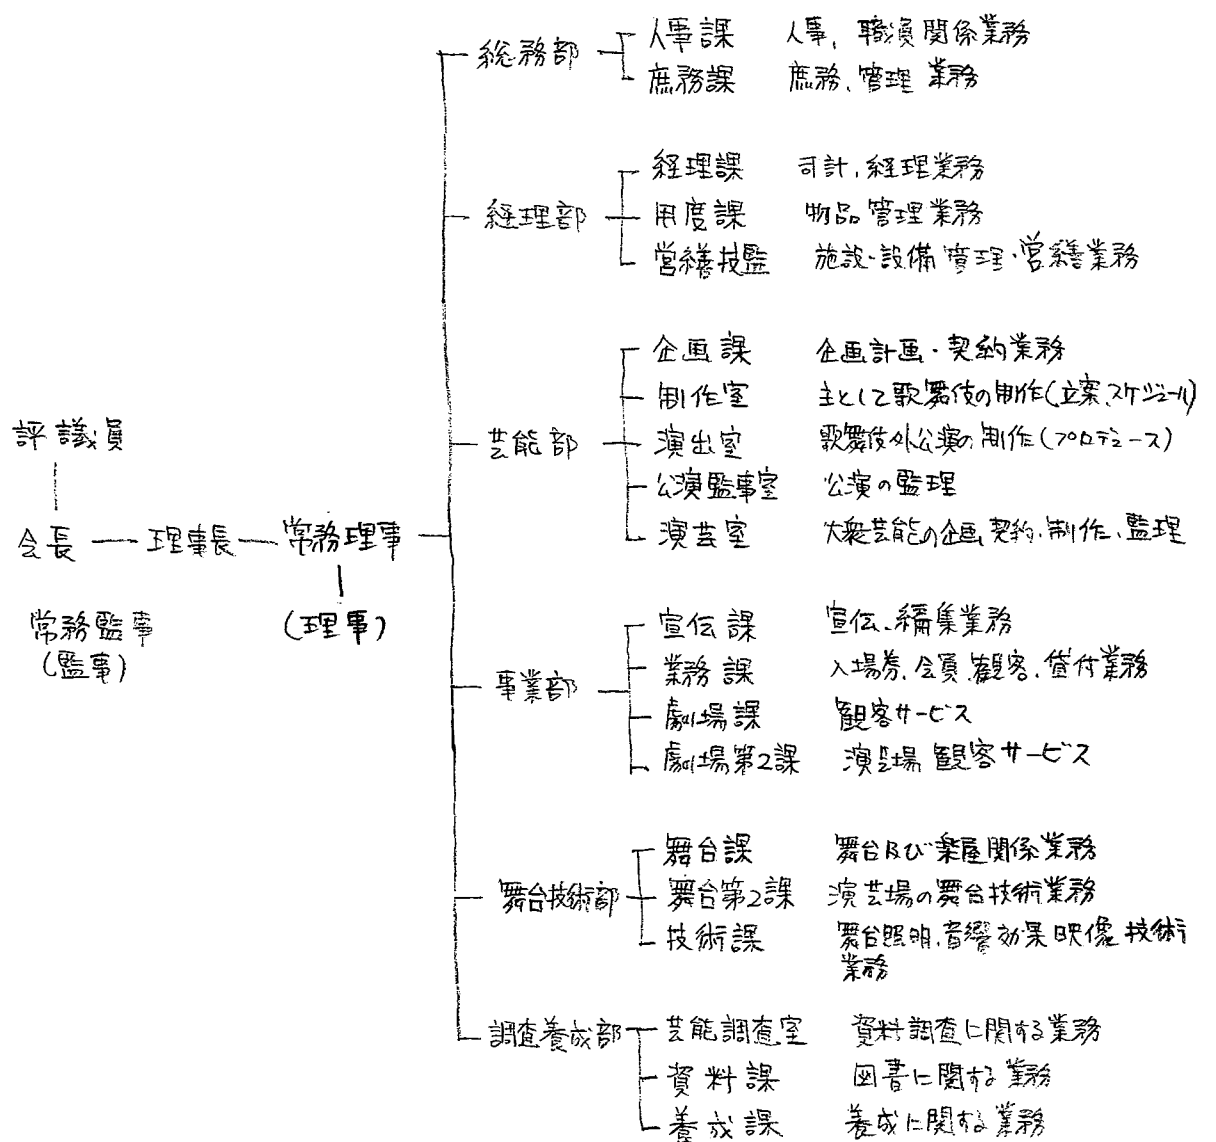 総務部
人事課 人事、職員関係業務
庶務課 庶務、管理業務
経理部
経理課 司計、経理業務
用度課 物品管理業務
営繕技監 施設・設備管理・営繕業務
芸能部
企画課 企画計画・契約業務
制作室 主として歌舞伎の制作(立案、スケジュール)
演出室 歌舞伎外公演の制作(プロデュース)
公演監事室 公演の監理
演芸室 大衆芸能の企画、契約、制作、監理
評議員
会長 理事長 常務理事
(理事)
常務監事
(監事)
事業部
宣伝課 宣伝、編集業務
業務課 入場券、会員、観客、貸付業務
劇場課 観客サービス
劇場第2課 演芸場観客サービス
舞台技術部
舞台課 舞台及び楽屋関係業務
舞台第2課 演芸場の舞台技術業務
技術課 舞台照明、音響効果映像技術
業務
調査養成部
芸能調査室 資料調査に関する業務
資料課 図書に関する業務
養成課 養成に関する業務